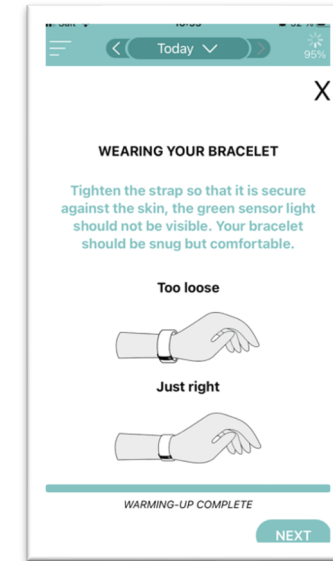 Today
95%
X
WEARING YOUR BRACELET
Tighten the strap so that it is secure
against the skin, the green sensor light
should not be visible. Your bracelet
should be snug but comfortable.
Too loose
Just right
WARMING-UP COMPLETE
NEXT